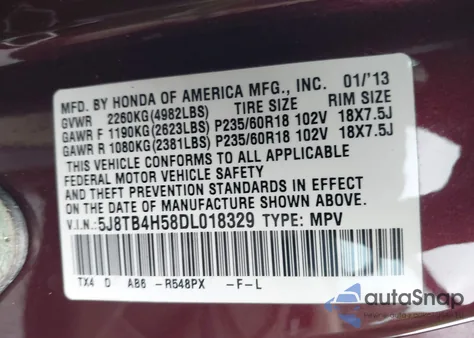 MFD. BY HONDA OF AMERICA MFG., INC. 01/'13
GVWR 2260KG(4982LBS) TIRE SIZE RIM SIZE
GAWR F 1190KG(2623LBS) P235/60R18 102V 18X7.5J
GAWR R 1080KG(2381LBS) P235/60R18 102V 18X7.5J
THIS VEHICLE CONFORMS TO ALL APPLICABLE
FEDERAL MOTOR VEHICLE SAFETY
AND THEFT PREVENTION STANDARDS IN EFFECT
ON THE DATE OF MANUFACTURE SHOWN ABOVE.
V.I.N.:5J8TB4H58DL018329 TYPE: MPV
TX4 D AB6 -R548PX -F-L
autoSnap